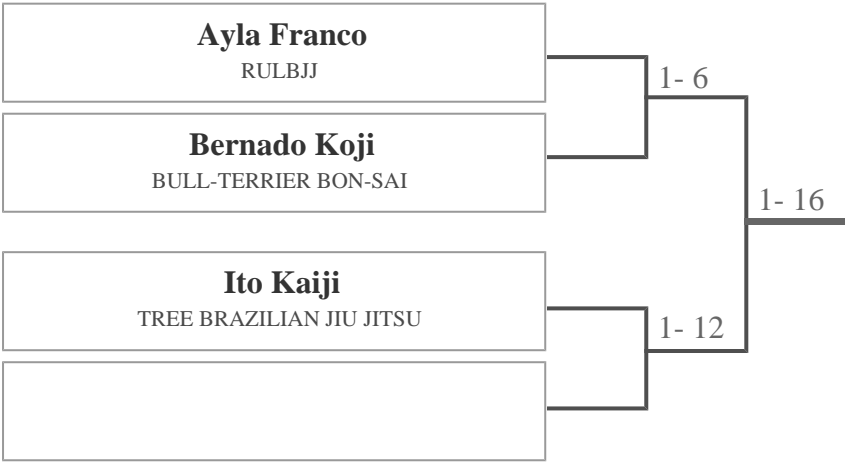 Ayla Franco
RULBJJ
1- 6
Bernado Koji
BULL-TERRIER BON-SAI
1- 16
Ito Kaiji
TREE BRAZILIAN JIU JITSU
1- 12